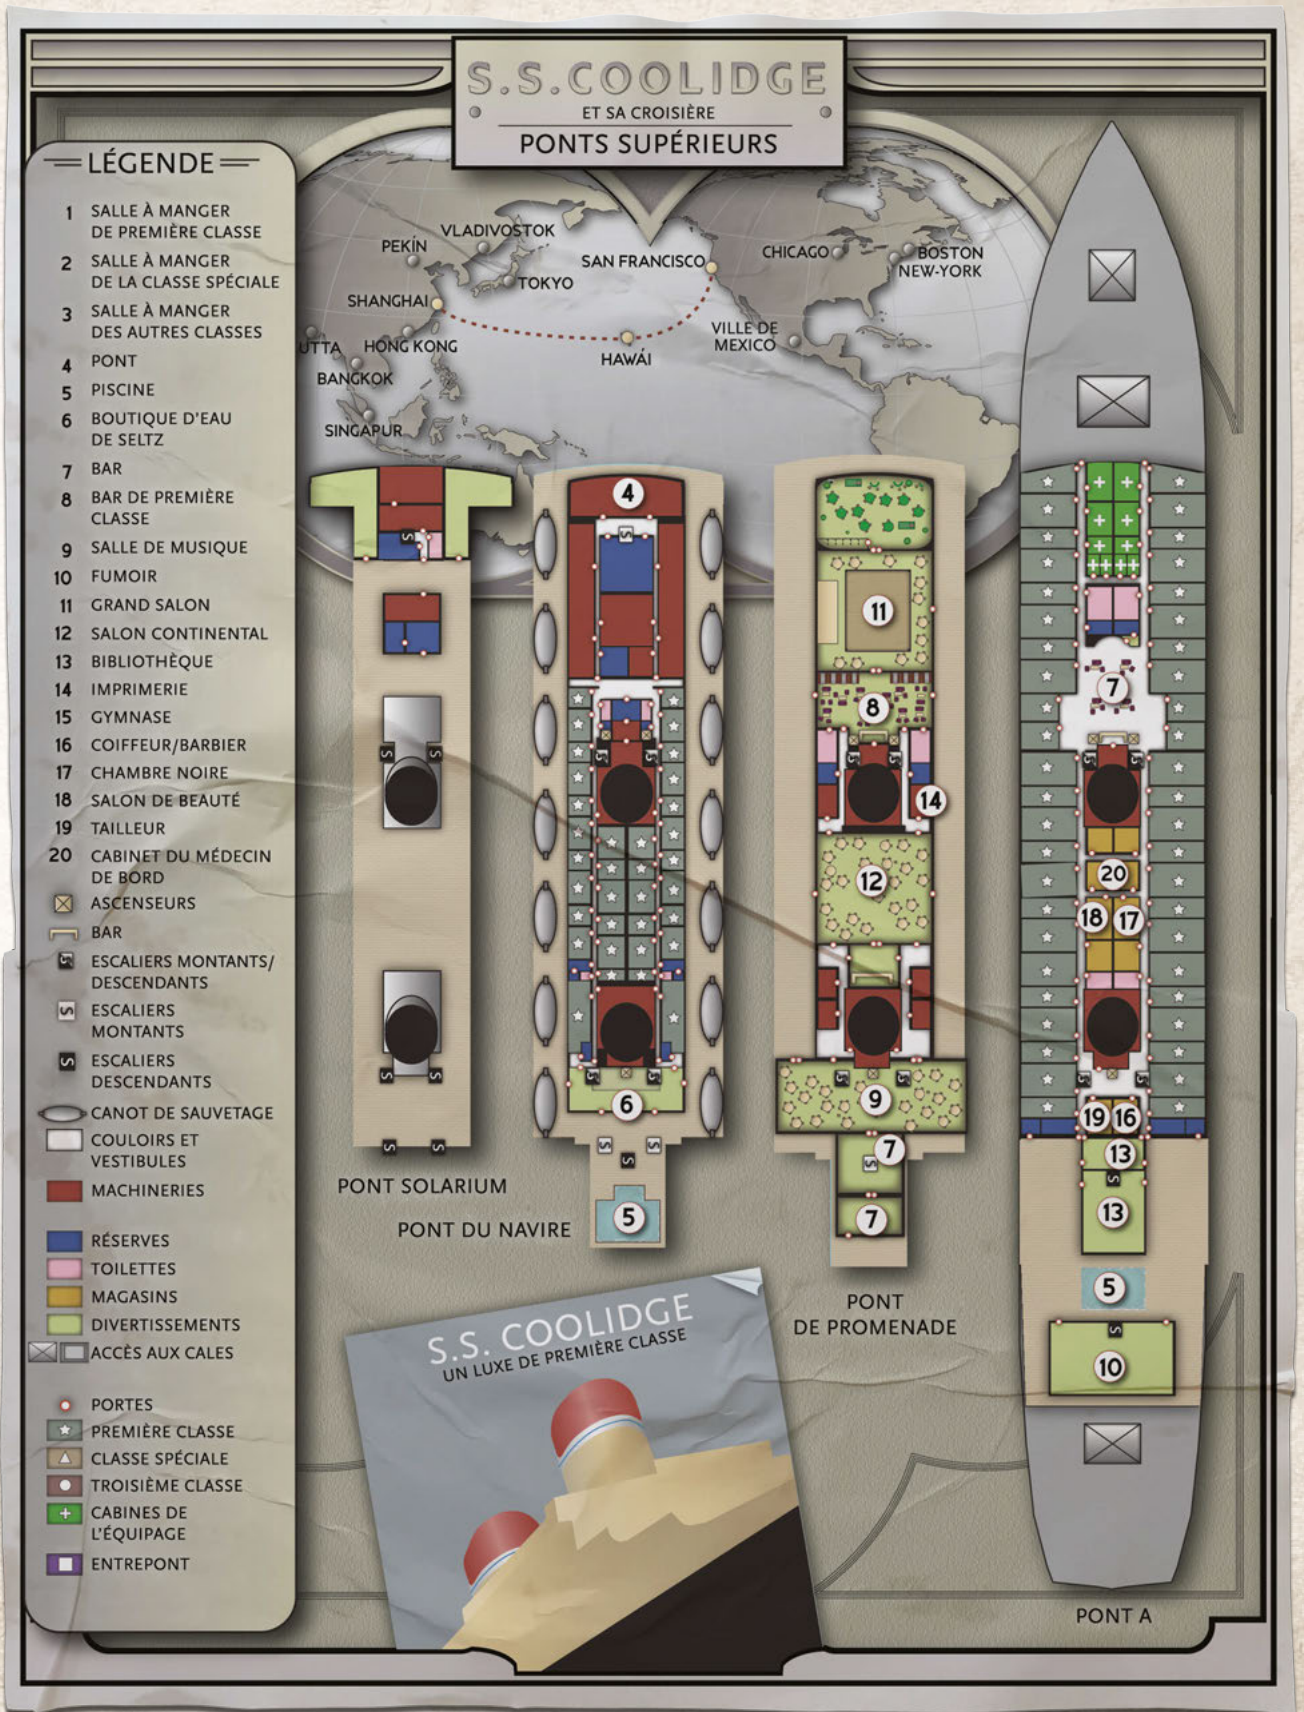 S.S.COOLIDGE
ET SA CROISIÈRE
PONTS SUPÉRIEURS
LÉGENDE
1 SALLE À MANGER
DE PREMIÈRE CLASSE
2 SALLE À MANGER
DE LA CLASSE SPÉCIALE
3 SALLE À MANGER
DES AUTRES CLASSES
4 PONT
5 PISCINE
6 BOUTIQUE D'EAU
DE SELTZ
7 BAR
8 BAR DE PREMIÈRE
CLASSE
9 SALLE DE MUSIQUE
10 FUMOIR
11 GRAND SALON
12 SALON CONTINENTAL
13 BIBLIOTHÈQUE
14 IMPRIMERIE
15 GYMNASE
16 COIFFEUR/BARBIER
17 CHAMBRE NOIRE
18 SALON DE BEAUTÉ
19 TAILLEUR
20 CABINET DU MÉDECIN
DE BORD
ASCENSEURS
BAR
ESCALIERS MONTANTS/
DESCENDANTS
S ESCALIERS
MONTANTS
S ESCALIERS
DESCENDANTS
CANOT DE SAUVETAGE
COULOIRS ET
VESTIBULES
MACHINERIES
RÉSERVES
TOILETTES
MAGASINS
DIVERTISSEMENTS
ACCÈS AUX CALES
PORTES
PREMIÈRE CLASSE
CLASSE SPÉCIALE
TROISIÈME CLASSE
CABINES DE
L'ÉQUIPAGE
ENTREPONT
VLADIVOSTOK
PEKÍN
TOKYO
SHANGHAI
UTTA
HONG KONG
BANGKOK
SINGAPUR
SAN FRANCISCO
HAWÁI
CHICAGO
BOSTON
NEW-YORK
VILLE DE
MEXICO
S
S S
S S
S S
PONT SOLARIUM
4
S
6
S S
S
5
PONT DU NAVIRE
11
8
14
12
9
7
S
7
PONT
DE PROMENADE
7
20
18 17
19 16
13
S
13
5
S
10
PONT A
S.S. COOLIDGE
UN LUXE DE PREMIÈRE CLASSE